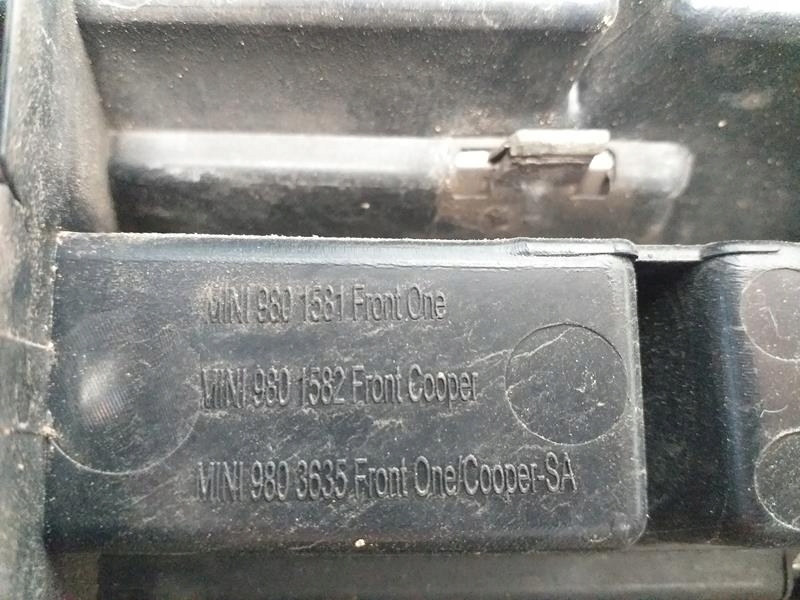 MINI 980 1581 Front One
MINI 980 1582 Front Cooper
MINI 980 3635 Front One/Cooper-SA